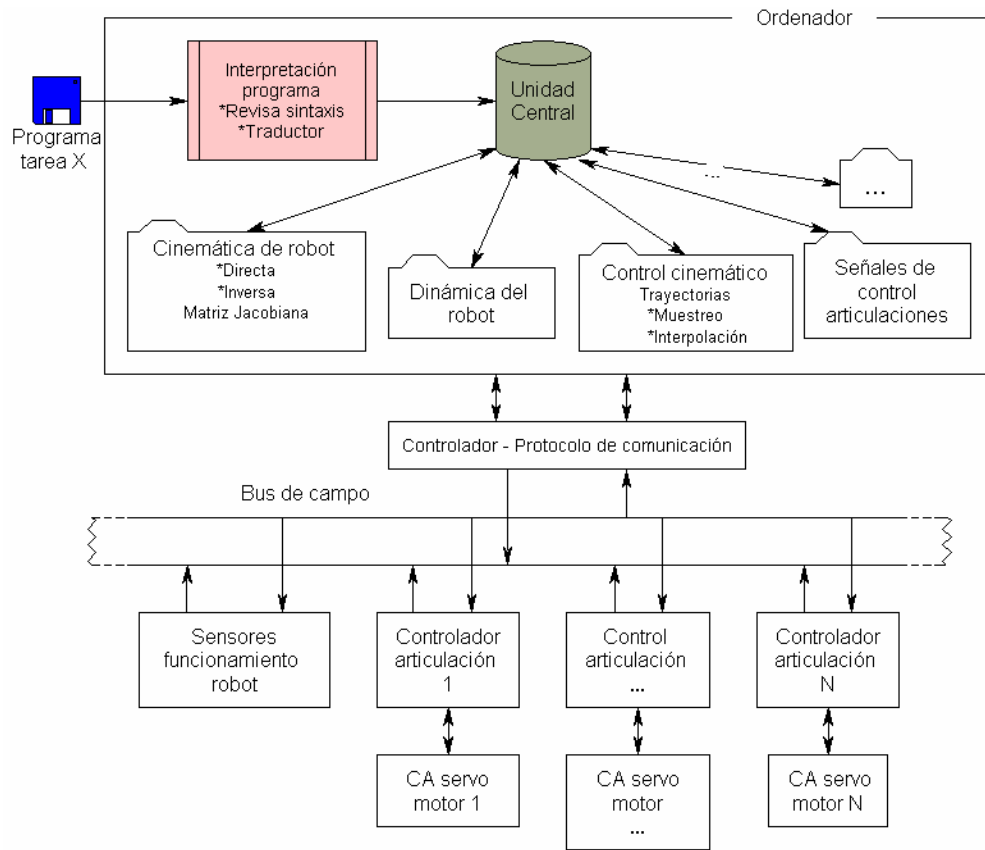 Ordenador
Programa
tarea X
Interpretación
programa
*Revisa sintaxis
*Traductor
Unidad
Central
...
...
Cinemática de robot
*Directa
*Inversa
Matriz Jacobiana
Dinámica del
robot
Control cinemático
Trayectorias
*Muestreo
*Interpolación
Señales de
control
articulaciones
Controlador - Protocolo de comunicación
Bus de campo
Sensores
funcionamiento
robot
Controlador
articulación
1
Control
articulación
...
Controlador
articulación
N
CA servo
motor 1
CA servo
motor
...
CA servo
motor N